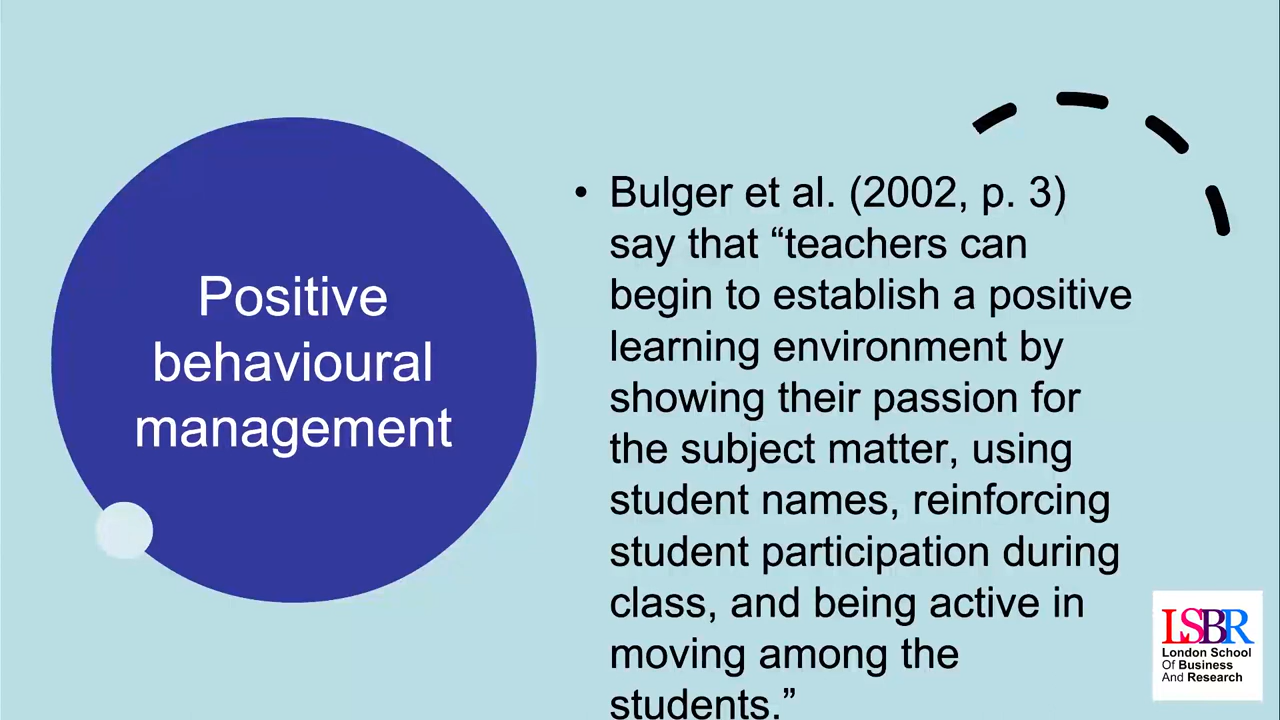 Positive
behavioural
management
• Bulger et al. (2002, p. 3)
say that “teachers can
begin to establish a positive
learning environment by
showing their passion for
the subject matter, using
student names, reinforcing
student participation during
class, and being active in
moving among the
students.”
LSBR
London School
Of Business
And Research